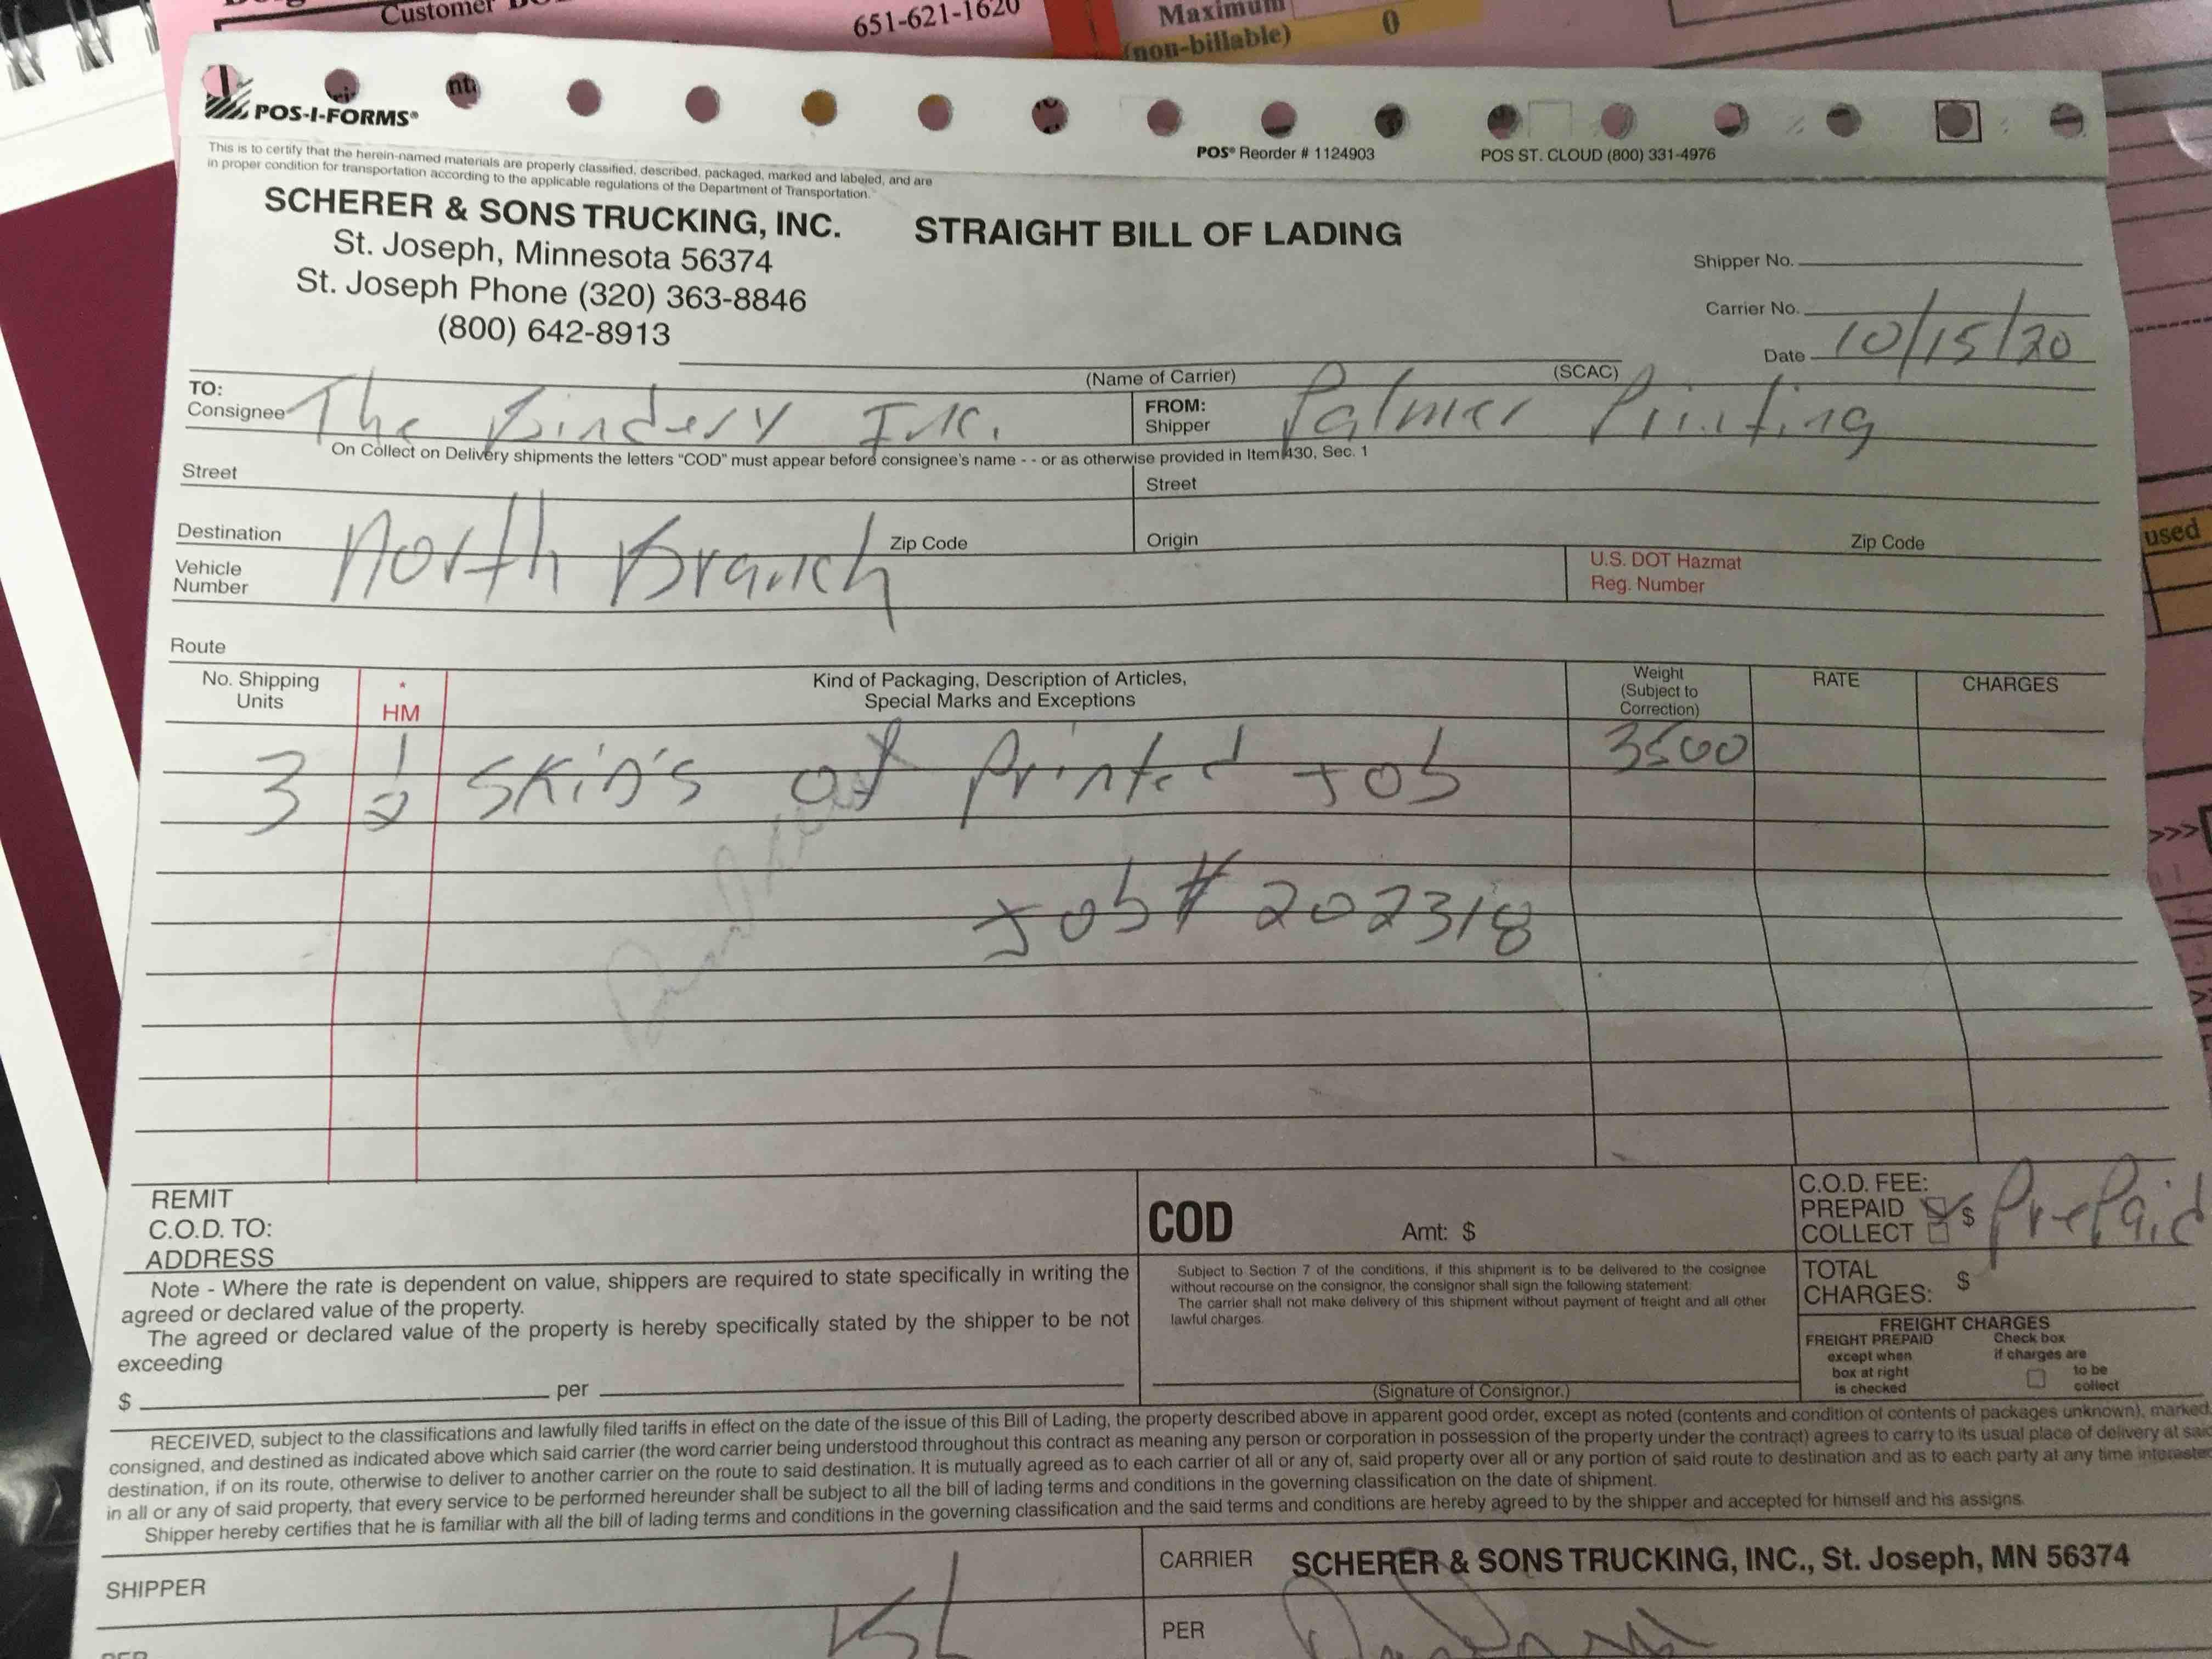 Customer
651-621-1620
Maximum
(non-billable) 0
POS-I-FORMS®
POS® Reorder # 1124903 POS ST. CLOUD (800) 331-4976
This is to certify that the herein-named materials are properly classified, described, packaged, marked and labeled, and are
in proper condition for transportation according to the applicable regulations of the Department of Transportation.
SCHERER & SONS TRUCKING, INC. STRAIGHT BILL OF LADING
St. Joseph, Minnesota 56374
St. Joseph Phone (320) 363-8846
(800) 642-8913
Shipper No.
Carrier No.
Date 10/15/20
(Name of Carrier) (SCAC)
TO:
Consignee The Bindery Inc.
FROM:
Shipper Palmer Printing
On Collect on Delivery shipments the letters "COD" must appear before consignee's name - - or as otherwise provided in Item 430, Sec. 1
Street Street
Destination North Branch Zip Code Origin Zip Code
Vehicle
Number
U.S. DOT Hazmat
Reg. Number
used
Route
No. Shipping
Units
*
HM
Kind of Packaging, Description of Articles,
Special Marks and Exceptions
Weight
(Subject to
Correction)
RATE CHARGES
3 1/2 SKiD's of Printed Job 3500
>>>
Job # 202318
REMIT
C.O.D. TO:
ADDRESS
COD Amt: $
C.O.D. FEE:
PREPAID $ PrePaid
COLLECT
Note - Where the rate is dependent on value, shippers are required to state specifically in writing the
agreed or declared value of the property.
The agreed or declared value of the property is hereby specifically stated by the shipper to be not
exceeding
$ per
Subject to Section 7 of the conditions, if this shipment is to be delivered to the cosignee
without recourse on the consignor, the consignor shall sign the following statement:
The carrier shall not make delivery of this shipment without payment of freight and all other
lawful charges.
(Signature of Consignor.)
TOTAL
CHARGES: $
FREIGHT CHARGES
FREIGHT PREPAID
except when
box at right
is checked
Check box
if charges are
to be
collect
RECEIVED, subject to the classifications and lawfully filed tariffs in effect on the date of the issue of this Bill of Lading, the property described above in apparent good order, except as noted (contents and condition of contents of packages unknown), marked,
consigned, and destined as indicated above which said carrier (the word carrier being understood throughout this contract as meaning any person or corporation in possession of the property under the contract) agrees to carry to its usual place of delivery at said
destination, if on its route, otherwise to deliver to another carrier on the route to said destination. It is mutually agreed as to each carrier of all or any of, said property over all or any portion of said route to destination and as to each party at any time interested
in all or any of said property, that every service to be performed hereunder shall be subject to all the bill of lading terms and conditions in the governing classification on the date of shipment.
Shipper hereby certifies that he is familiar with all the bill of lading terms and conditions in the governing classification and the said terms and conditions are hereby agreed to by the shipper and accepted for himself and his assigns.
SHIPPER
CARRIER SCHERER & SONS TRUCKING, INC., St. Joseph, MN 56374
PER
PER